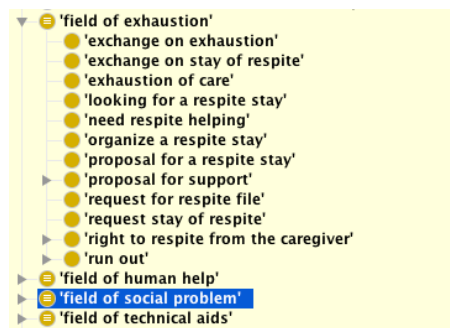 'field of exhaustion'
'exchange on exhaustion'
'exchange on stay of respite'
'exhaustion of care'
'looking for a respite stay'
'need respite helping'
'organize a respite stay'
'proposal for a respite stay'
'proposal for support'
'request for respite file'
'request stay of respite'
'right to respite from the caregiver'
'run out'
'field of human help'
'field of social problem'
'field of technical aids'